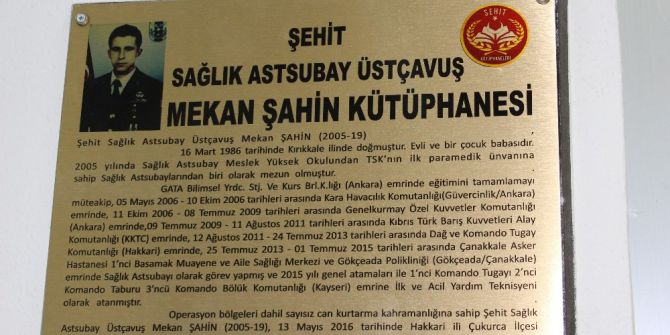 ŞEHİT
SAĞLIK ASTSUBAY ÜSTÇAVUŞ
MEKAN ŞAHİN KÜTÜPHANESİ
ŞEHİT
KÜTÜPHANELERİ
Şehit Sağlık Astsubay Üstçavuş Mekan ŞAHİN (2005-19)
16 Mart 1986 tarihinde Kırıkkale ilinde doğmuştur. Evli ve bir çocuk babasıdır.
2005 yılında Sağlık Astsubay Meslek Yüksek Okulundan TSK'nın ilk paramedik ünvanına
sahip Sağlık Astsubaylarından biri olarak mezun olmuştur.
GATA Bilimsel Yrdc. Stj. Ve Kurs Brl.K.lığı (Ankara) emrinde eğitimini tamamlamayı
müteakip, 05 Mayıs 2006 - 10 Ekim 2006 tarihleri arasında Kara Havacılık Komutanlığı(Güvercinlik/Ankara)
emrinde, 11 Ekim 2006 - 08 Temmuz 2009 tarihleri arasında Genelkurmay Özel Kuvvetler Komutanlığı
(Ankara) emrinde,09 Temmuz 2009 - 11 Ağustos 2011 tarihleri arasında Kıbrıs Türk Barış Kuvvetleri Alay
Komutanlığı (KKTC) emrinde, 12 Ağustos 2011 - 24 Temmuz 2013 tarihleri arasında Dağ ve Komando Tugay
Komutanlığı (Hakkari) emrinde, 25 Temmuz 2013 - 01 Temmuz 2015 tarihleri arasında Çanakkale Asker
Hastanesi 1'nci Basamak Muayene ve Aile Sağlığı Merkezi ve Gökçeada Polikliniği (Gökçeada/Çanakkale)
emrinde Sağlık Astsubayı olarak görev yapmış ve 2015 yılı genel atamaları ile 1'nci Komando Tugayı 2'nci
Komando Taburu 3'ncü Komando Bölük Komutanlığı (Kayseri) emrine İlk ve Acil Yardım Teknisyeni
olarak atanmıştır.
Operasyon bölgeleri dahil sayısız can kurtarma kahramanlığına sahip Şehit Sağlık
Astsubay Üstçavuş Mekan ŞAHİN (2005-19), 13 Mayıs 2016 tarihinde Hakkari ili Çukurca İlçesi